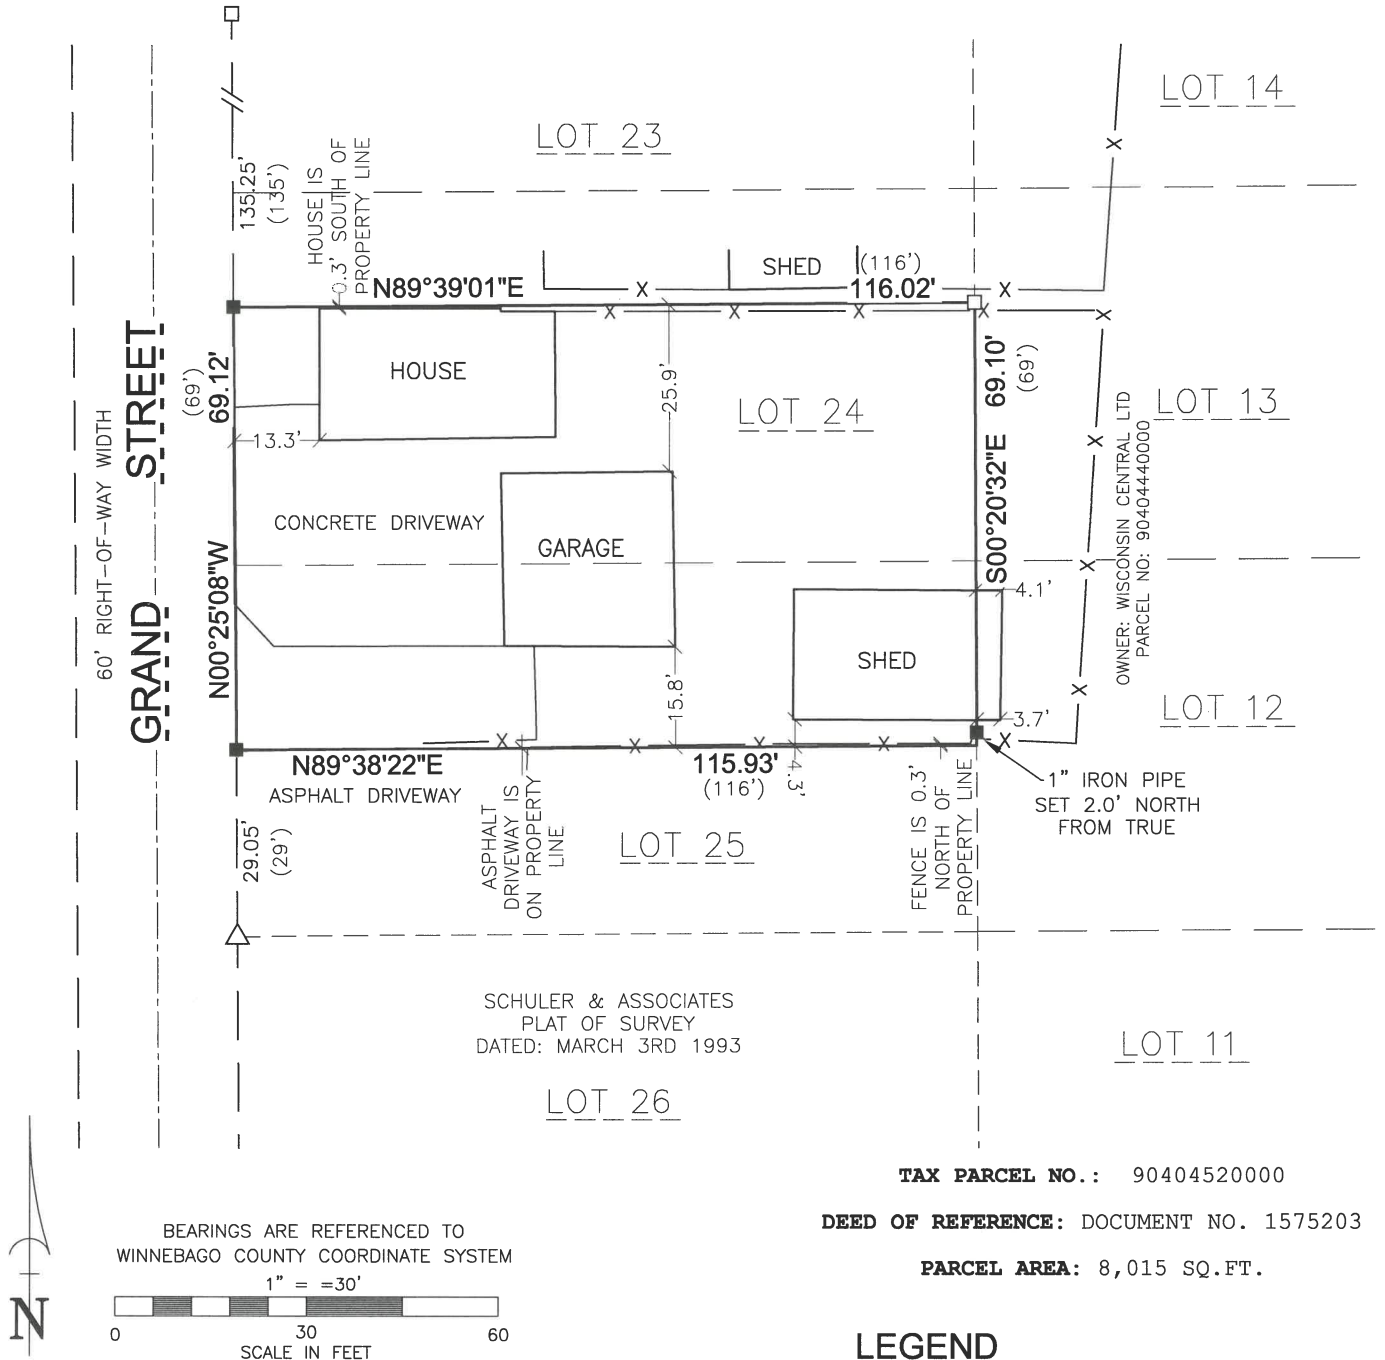 LOT 14
LOT 23
135.25'
(135')
HOUSE IS
0.3' SOUTH OF
PROPERTY LINE
SHED
(116')
N89°39'01"E
116.02'
X
X
X
X
X
X
X
X
HOUSE
25.9'
LOT 24
69.10'
(69')
LOT 13
(69')
69.12'
STREET
13.3'
X
60' RIGHT-OF-WAY WIDTH
CONCRETE DRIVEWAY
GARAGE
S00°20'32"E
OWNER: WISCONSIN CENTRAL LTD
PARCEL NO: 90404440000
X
4.1'
N00°25'08"W
GRAND
SHED
15.8'
X
3.7'
LOT 12
X
X
X
X
X
N89°38'22"E
115.93'
(116')
4.3'
ASPHALT DRIVEWAY
1" IRON PIPE
SET 2.0' NORTH
FROM TRUE
29.05'
(29')
ASPHALT
DRIVEWAY IS
ON PROPERTY
LINE
LOT 25
FENCE IS 0.3'
NORTH OF
PROPERTY LINE
SCHULER & ASSOCIATES
PLAT OF SURVEY
DATED: MARCH 3RD 1993
LOT 11
LOT 26
TAX PARCEL NO.: 90404520000
DEED OF REFERENCE: DOCUMENT NO. 1575203
PARCEL AREA: 8,015 SQ.FT.
N
BEARINGS ARE REFERENCED TO
WINNEBAGO COUNTY COORDINATE SYSTEM
1" = =30'
0 30 60
SCALE IN FEET
LEGEND